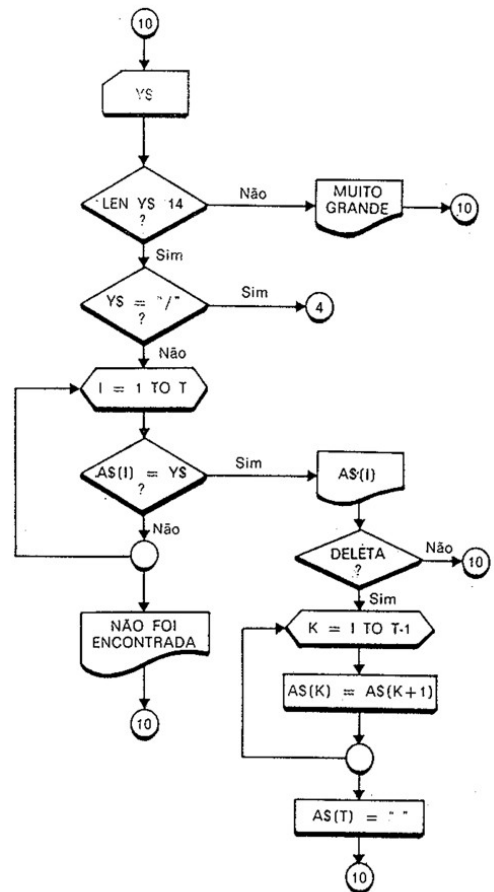 10
Y$
LEN Y$ 14
?
Não
MUITO
GRANDE
10
Sim
Y$ = "/"
?
Sim
4
Não
I = 1 TO T
A$(I) = Y$
?
Sim
A$(I)
Não
DELETA
?
Não
10
Sim
NÃO FOI
ENCONTRADA
K = I TO T-1
10
A$(K) = A$(K+1)
A$(T) = " "
10